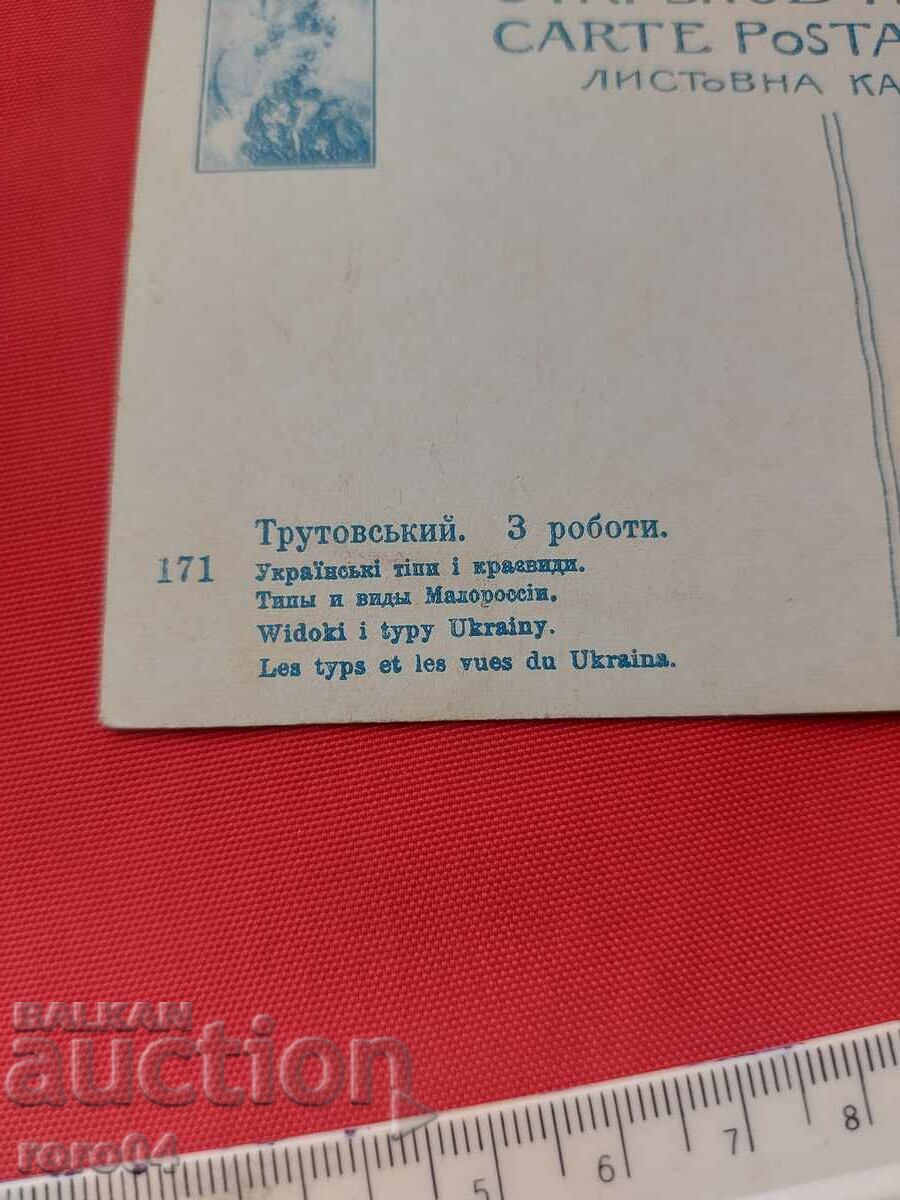 CARTE POSTA
ЛИСТОВНА КА
Трутовський. З роботи.
171
Українські тіпи і краєвиди.
Типы и виды Малороссіи.
Widoki i typy Ukrainy.
Les typs et les vues du Ukraina.
BALKAN
auction
roro04
5 6 7 8